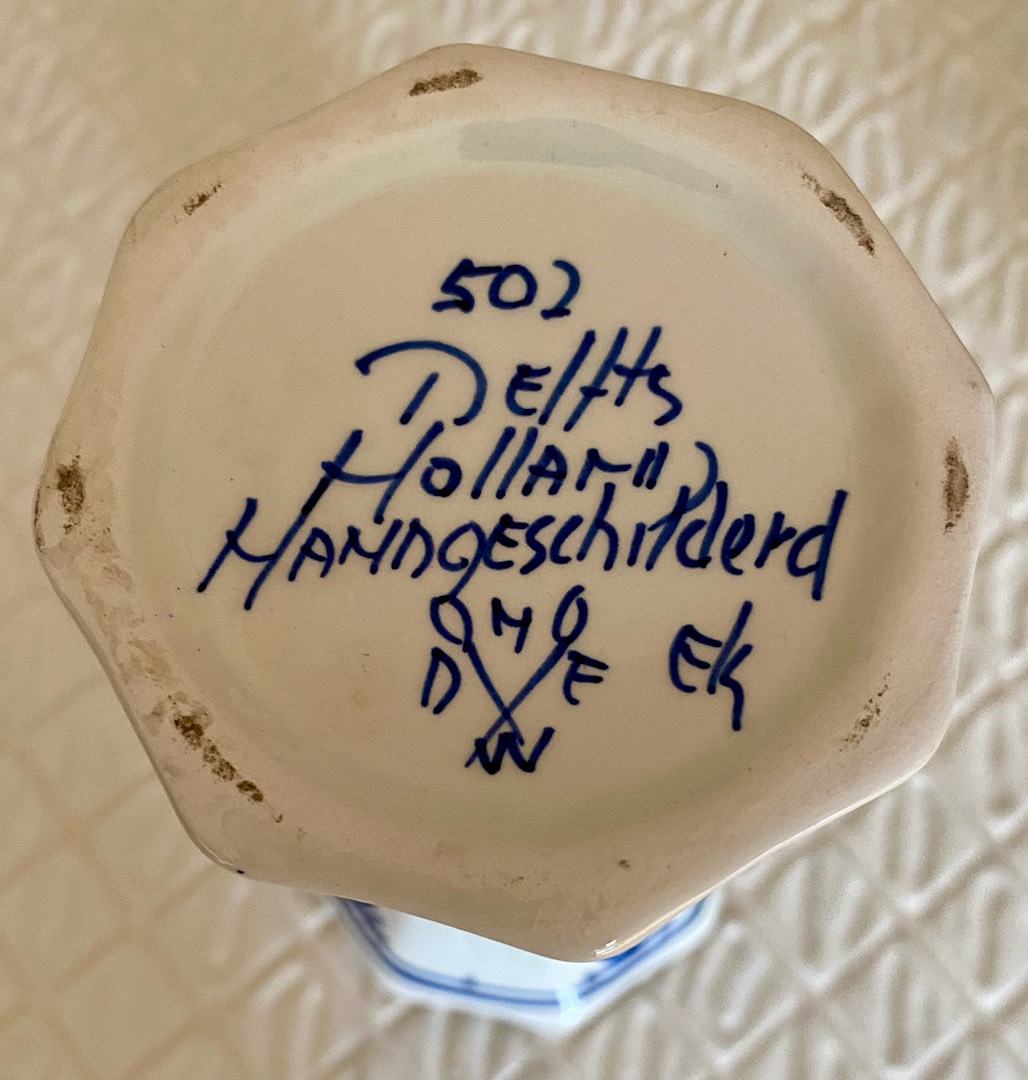 502
Delfts
Holland
Handgeschilderd
D H E Ek
W